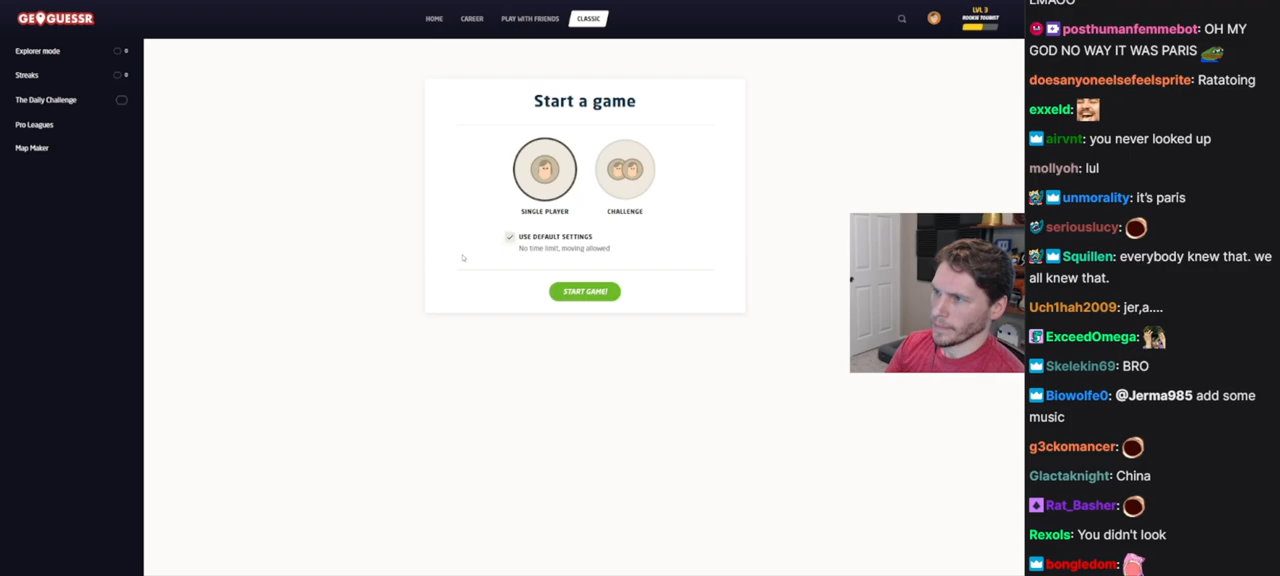 GEOGUESSR
HOME
CAREER
PLAY WITH FRIENDS
CLASSIC
LVL 3
ROOKIE TOURIST
Explorer mode
0
Streaks
0
The Daily Challenge
Pro Leagues
Map Maker
Start a game
SINGLE PLAYER
CHALLENGE
USE DEFAULT SETTINGS
No time limit, moving allowed
START GAME!
LMAOO
posthumanfemmebot: OH MY
GOD NO WAY IT WAS PARIS
doesanyoneelsefeelsprite: Ratatoing
exxeld:
airvnt: you never looked up
mollyoh: lul
unmorality: it's paris
seriouslucy:
Squillen: everybody knew that. we
all knew that.
Uch1hah2009: jer,a....
ExceedOmega:
Skelekin69: BRO
Biowolfe0: @Jerma985 add some
music
g3ckomancer:
Glactaknight: China
Rat_Basher:
Rexols: You didn't look
bongledom: